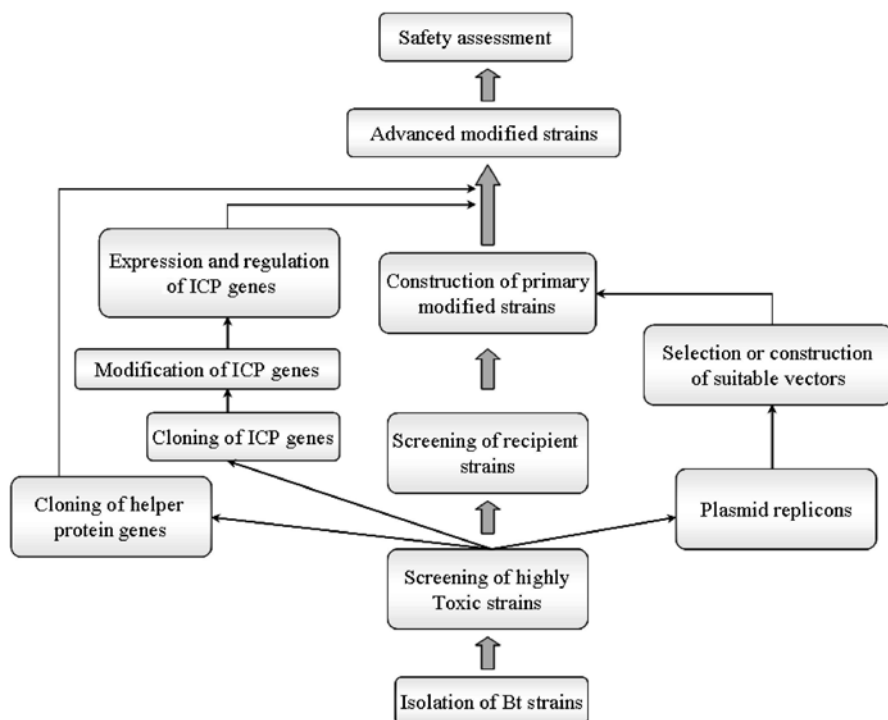 Safety assessment
Advanced modified strains
Expression and regulation
of ICP genes
Construction of primary
modified strains
Selection or construction
of suitable vectors
Modification of ICP genes
Cloning of ICP genes
Screening of recipient
strains
Cloning of helper
protein genes
Plasmid replicons
Screening of highly
Toxic strains
Isolation of Bt strains